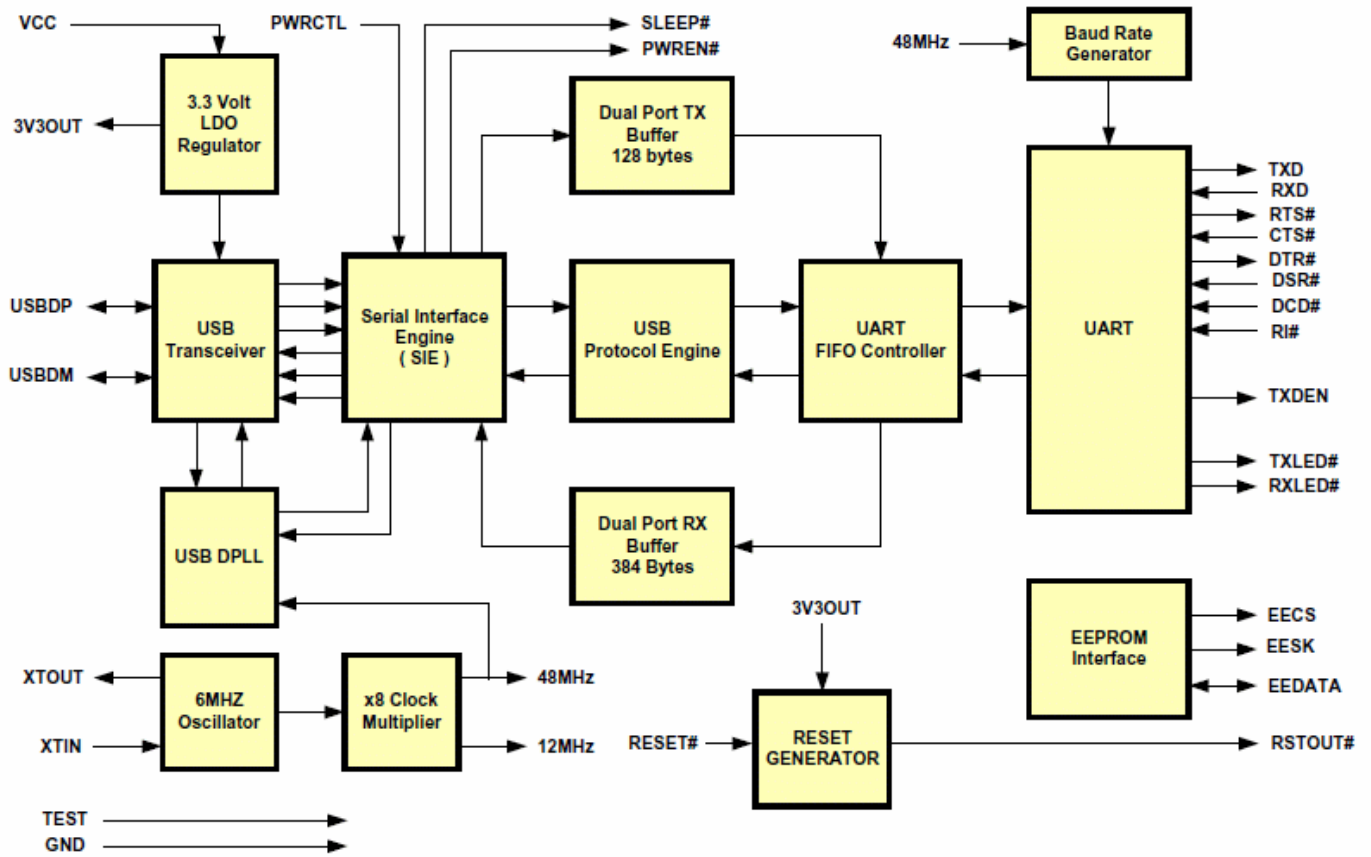 VCC
PWRCTL
SLEEP#
PWREN#
48MHz
Baud Rate
Generator
3V3OUT
3.3 Volt
LDO
Regulator
Dual Port TX
Buffer
128 bytes
TXD
RXD
RTS#
CTS#
DTR#
DSR#
DCD#
RI#
TXDEN
TXLED#
RXLED#
USBDP
USBDM
USB
Transceiver
Serial Interface
Engine
( SIE )
USB
Protocol Engine
UART
FIFO Controller
UART
USB DPLL
Dual Port RX
Buffer
384 Bytes
3V3OUT
EEPROM
Interface
EECS
EESK
EEDATA
XTOUT
XTIN
6MHZ
Oscillator
x8 Clock
Multiplier
48MHz
12MHz
RESET#
RESET
GENERATOR
RSTOUT#
TEST
GND